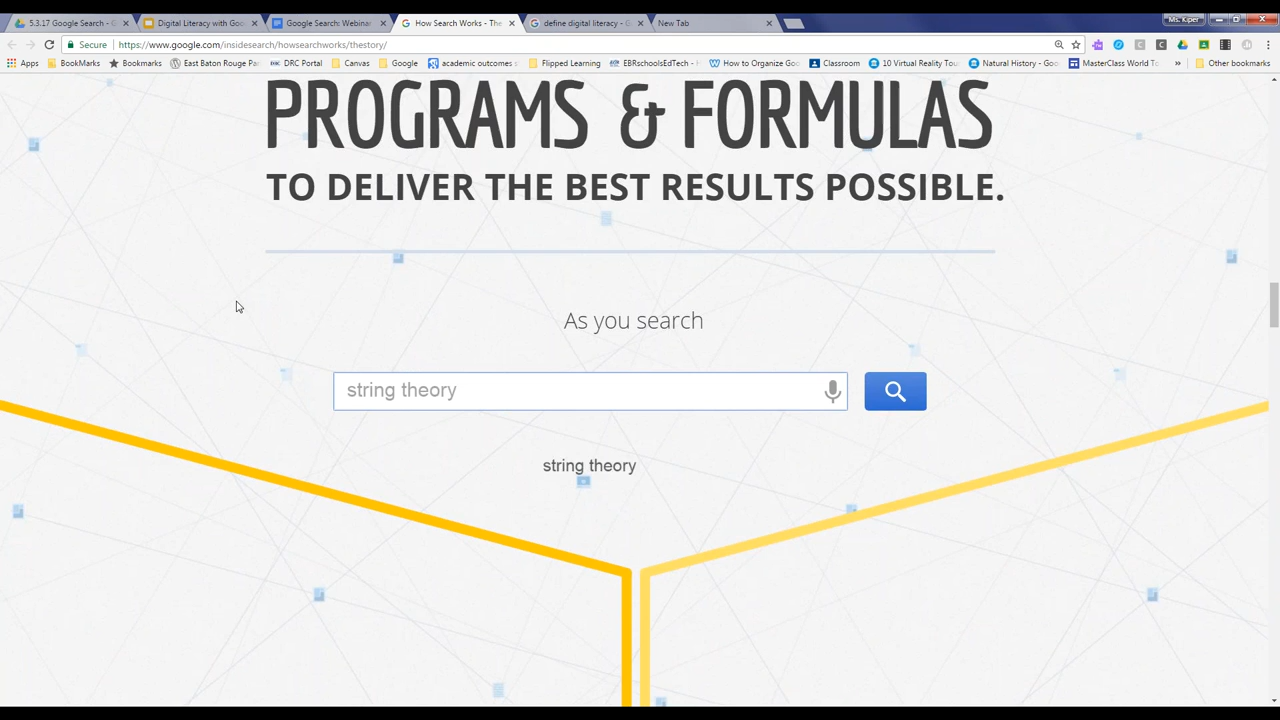 5.3.17 Google Search - G
Digital Literacy with Goo
Google Search: Webinar
How Search Works - The
define digital literacy - G
New Tab
Ms. Kiper
Secure
https://www.google.com/insidesearch/howsearchworks/thestory/
Apps
BookMarks
Bookmarks
East Baton Rouge Pa
DRC Portal
Canvas
Google
academic outcomes s
Flipped Learning
EBRschoolsEdTech - H
How to Organize Goo
Classroom
10 Virtual Reality Tou
Natural History - Goo
MasterClass World To
»
Other bookmarks
PROGRAMS & FORMULAS
TO DELIVER THE BEST RESULTS POSSIBLE.
As you search
string theory
string theory